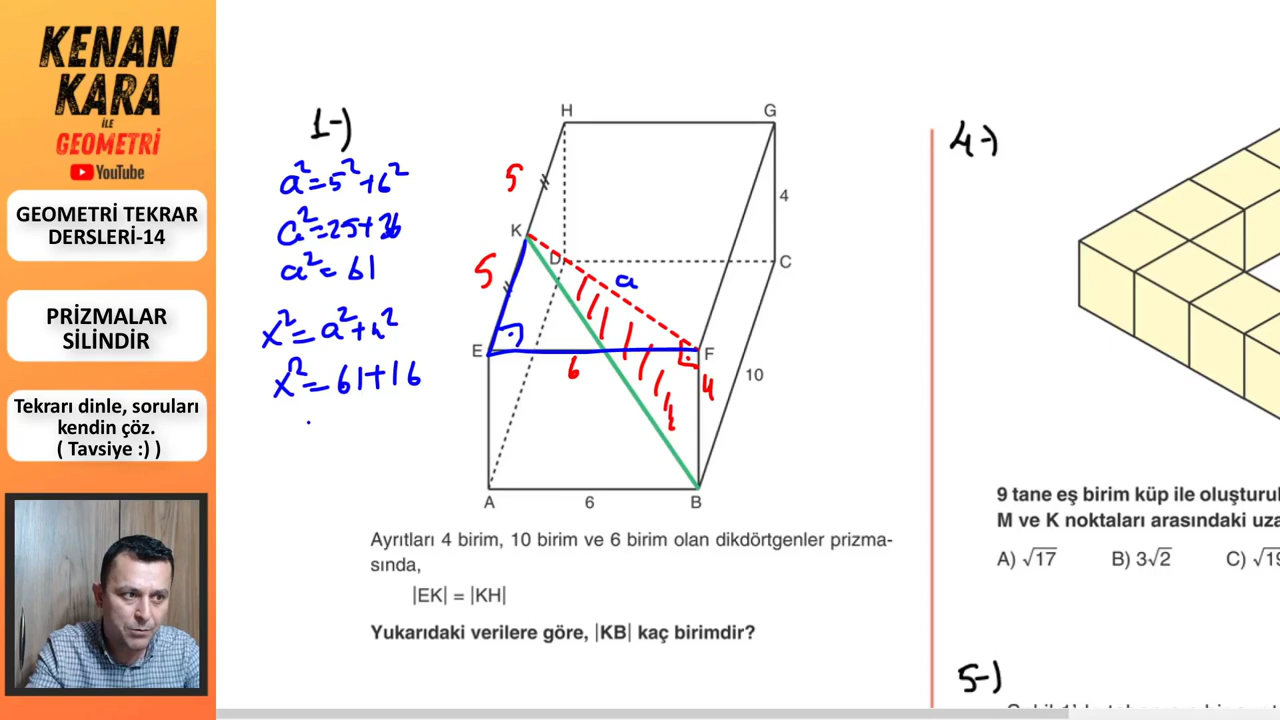 KENAN
KARA
İLE
GEOMETRİ
YouTube
GEOMETRİ TEKRAR
DERSLERİ-14
PRİZMALAR
SİLİNDİR
Tekrarı dinle, soruları
kendin çöz.
( Tavsiye :) )
1-)
a²=5²+6²
a²=25+36
a²=61
x²=a²+4²
x²=61+16
H
G
5
4
K
D
C
5
a
E
F
6
4
10
A
6
B
Ayrıtları 4 birim, 10 birim ve 6 birim olan dikdörtgenler prizma-
sında,
|EK| = |KH|
Yukarıdaki verilere göre, |KB| kaç birimdir?
4-)
9 tane eş birim küp ile oluşturul
M ve K noktaları arasındaki uza
A) √17 B) 3√2 C) √19
5-)